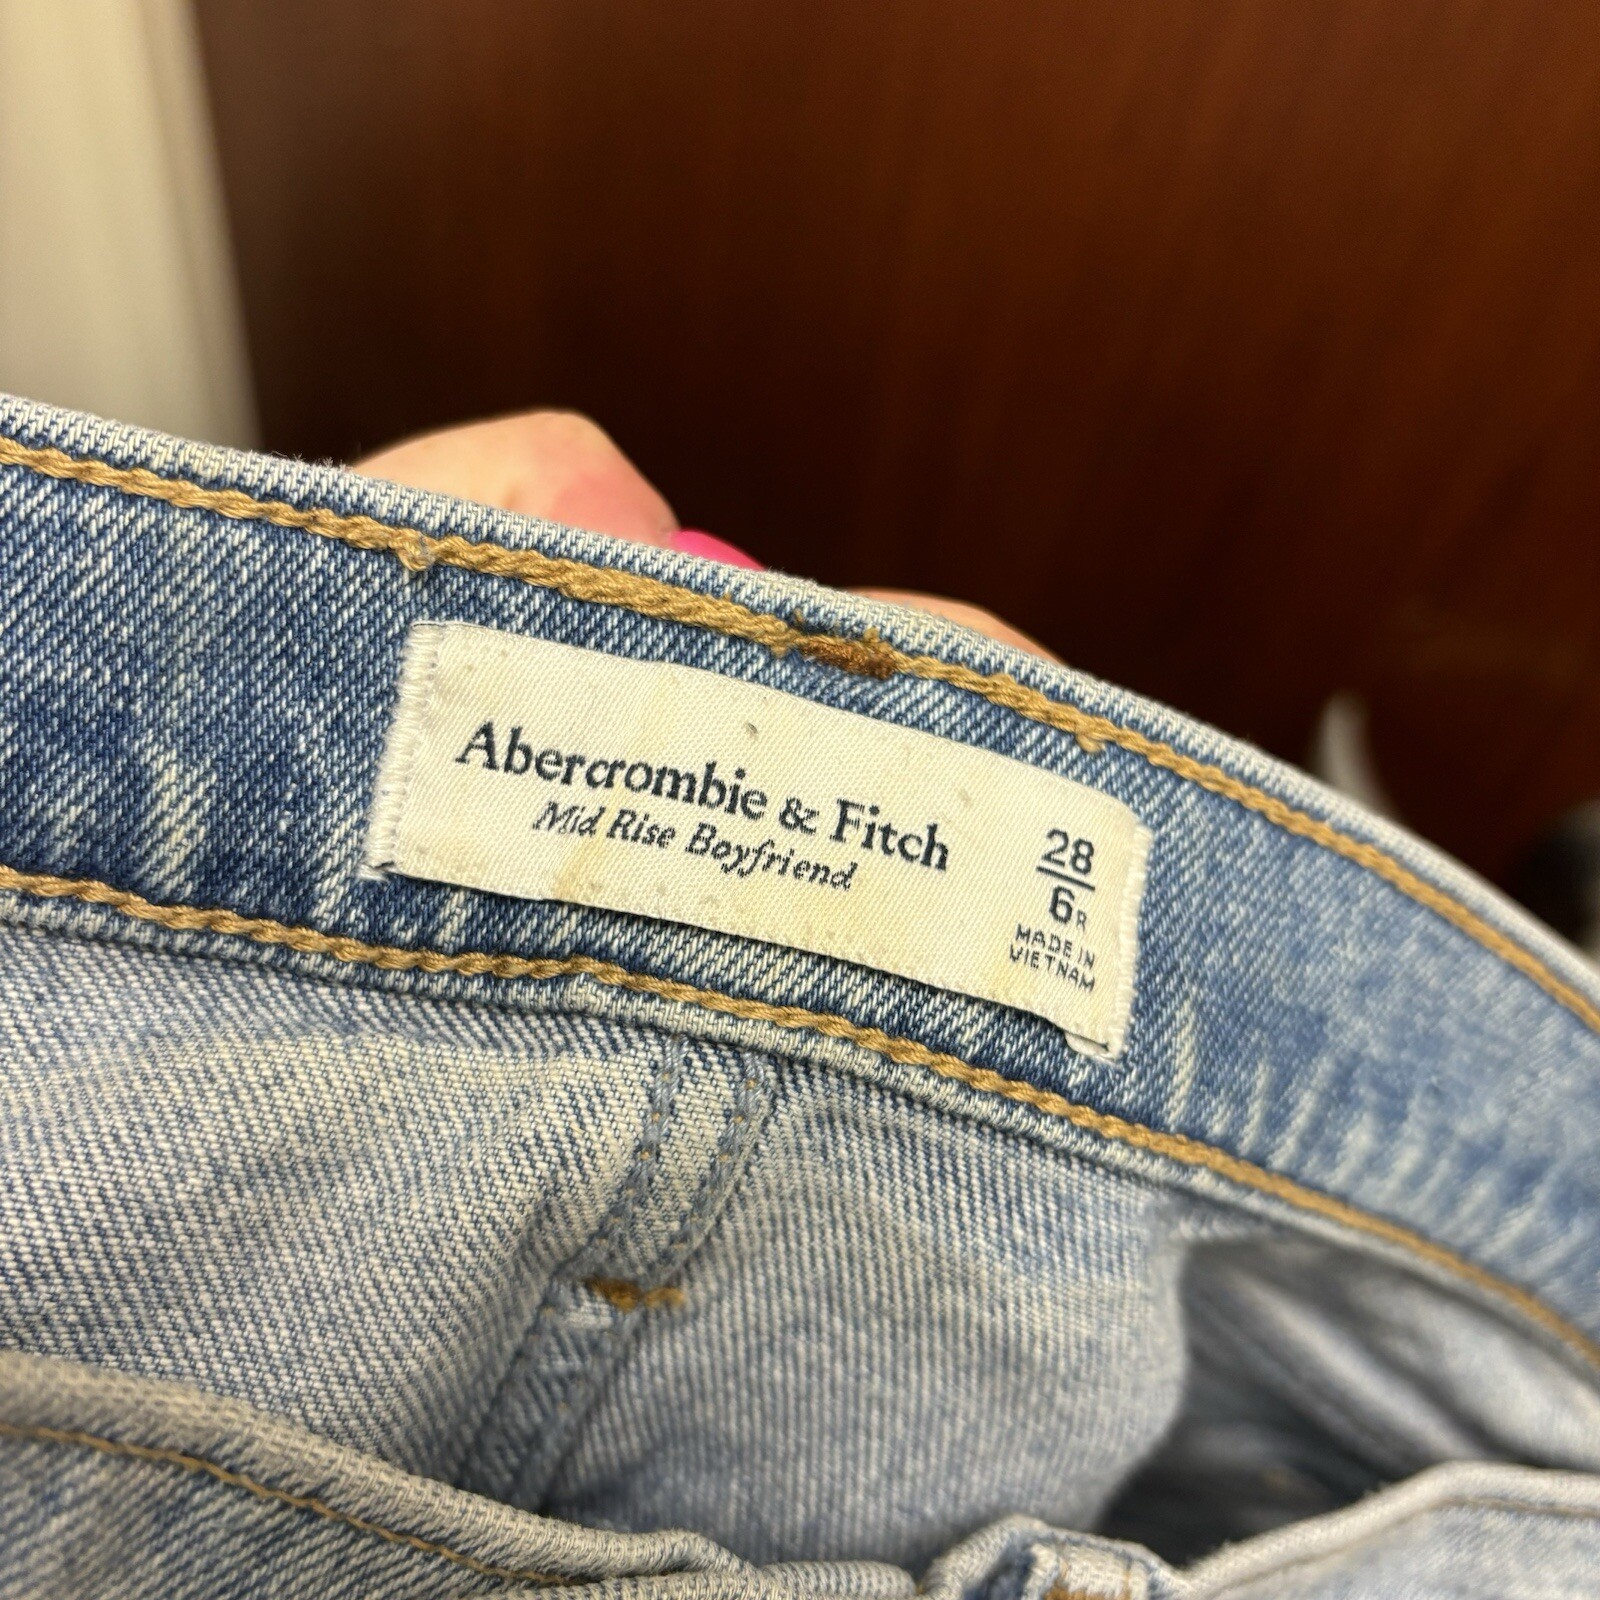 Abercrombie & Fitch
Mid Rise Boyfriend
28
6R
MADE IN
VIETNAM